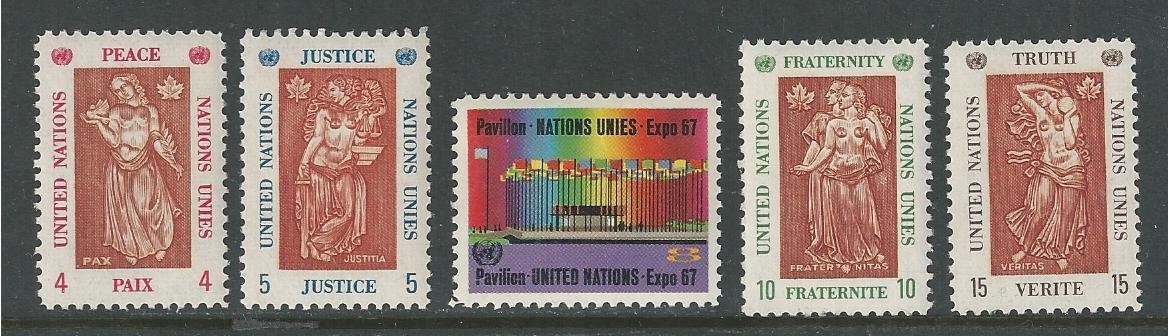 PEACE
UNITED NATIONS
NATIONS UNIES
PAX
4 PAIX 4
JUSTICE
UNITED NATIONS
NATIONS UNIES
JUSTITIA
5 JUSTICE 5
Pavillon · NATIONS UNIES · Expo 67
8
Pavilion · UNITED NATIONS · Expo 67
FRATERNITY
UNITED NATIONS
NATIONS UNIES
FRATER NITAS
10 FRATERNITE 10
TRUTH
UNITED NATIONS
NATIONS UNIES
VERITAS
15 VERITE 15